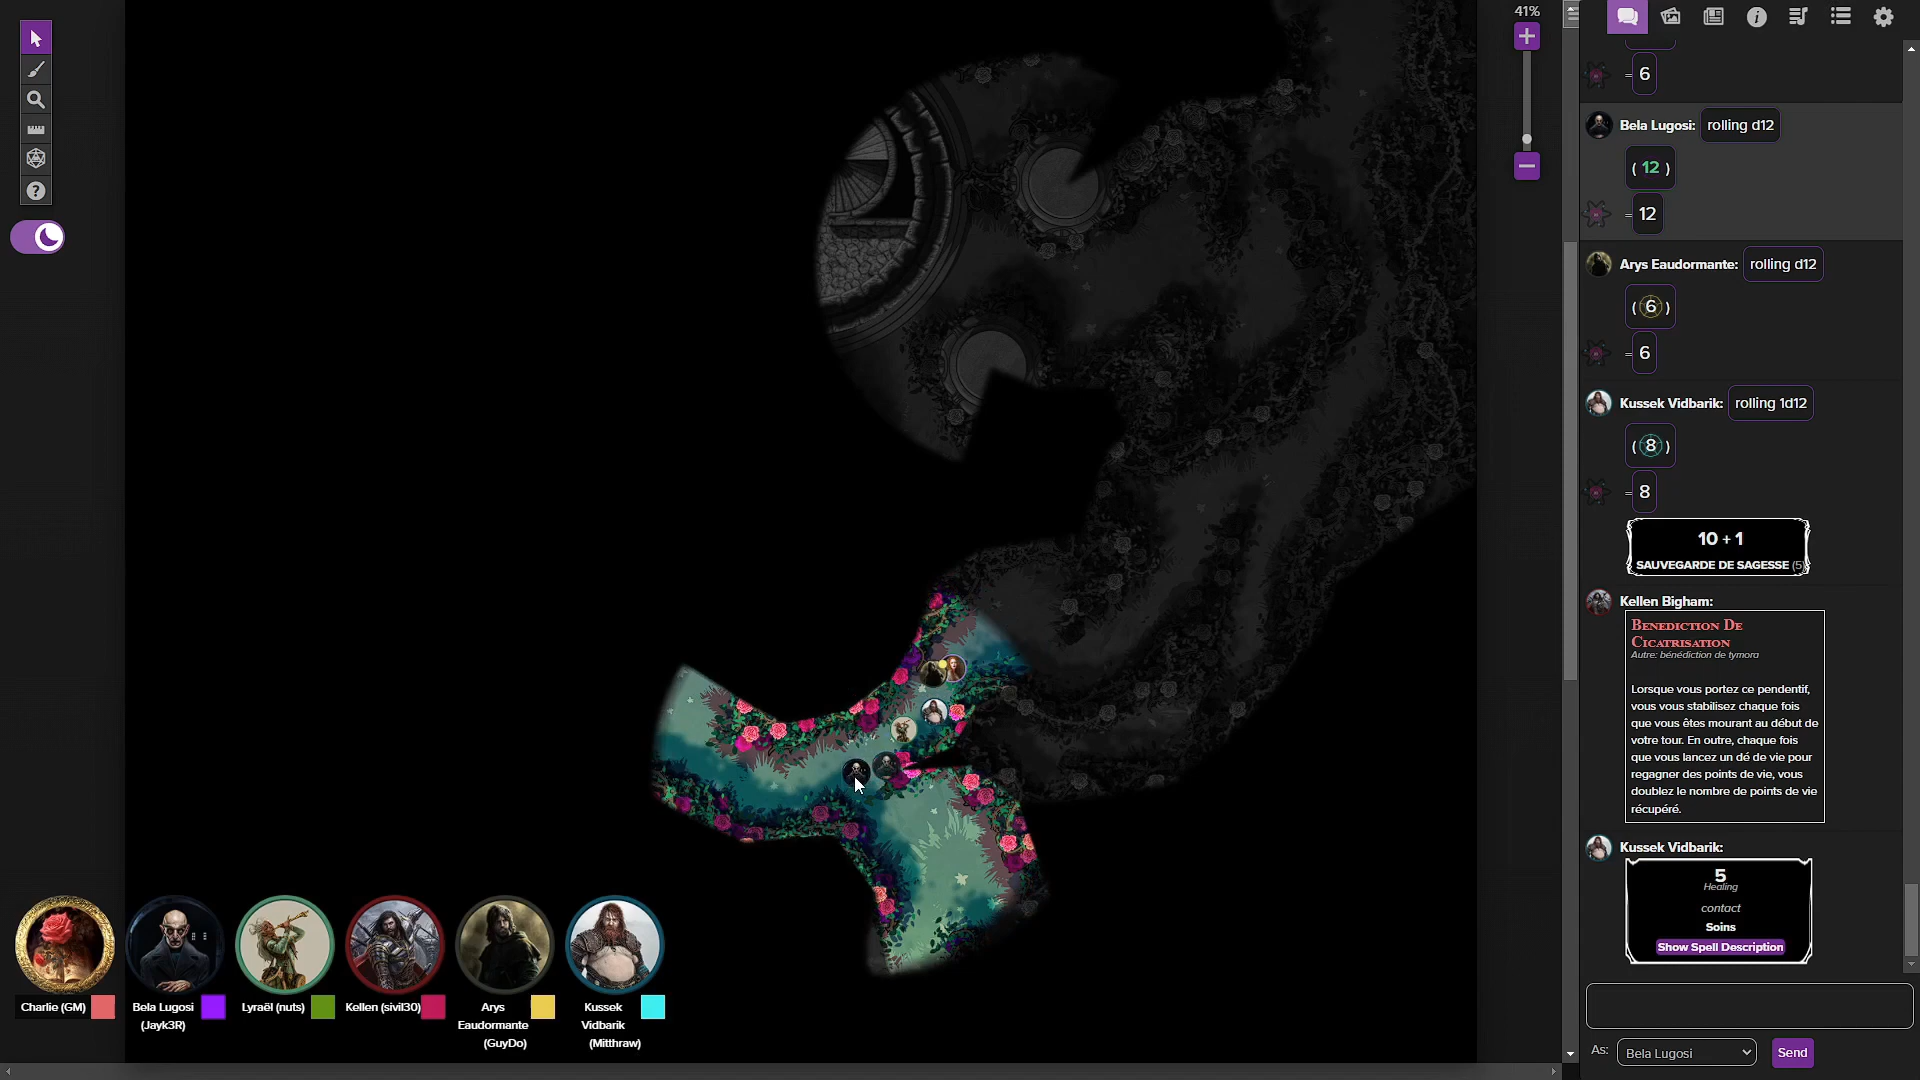 41%
= 6
Bela Lugosi: rolling d12
( 12 )
= 12
Arys Eaudormante: rolling d12
( 6 )
= 6
Kussek Vidbarik: rolling 1d12
( 8 )
= 8
10 + 1
SAUVEGARDE DE SAGESSE (5)
Kellen Bigham:
Benediction De
Cicatrisation
Autre: bénédiction de tymora
Lorsque vous portez ce pendentif,
vous vous stabilisez chaque fois
que vous êtes mourant au début de
votre tour. En outre, chaque fois
que vous lancez un dé de vie pour
regagner des points de vie, vous
doublez le nombre de points de vie
récupéré.
Kussek Vidbarik:
5
Healing
contact
Soins
Show Spell Description
As: Bela Lugosi Send
Charlie (GM)
Bela Lugosi
(Jayk3R)
Lyraël (nuts)
Kellen (sivil30)
Arys
Eaudormante
(GuyDo)
Kussek
Vidbarik
(Mitthraw)